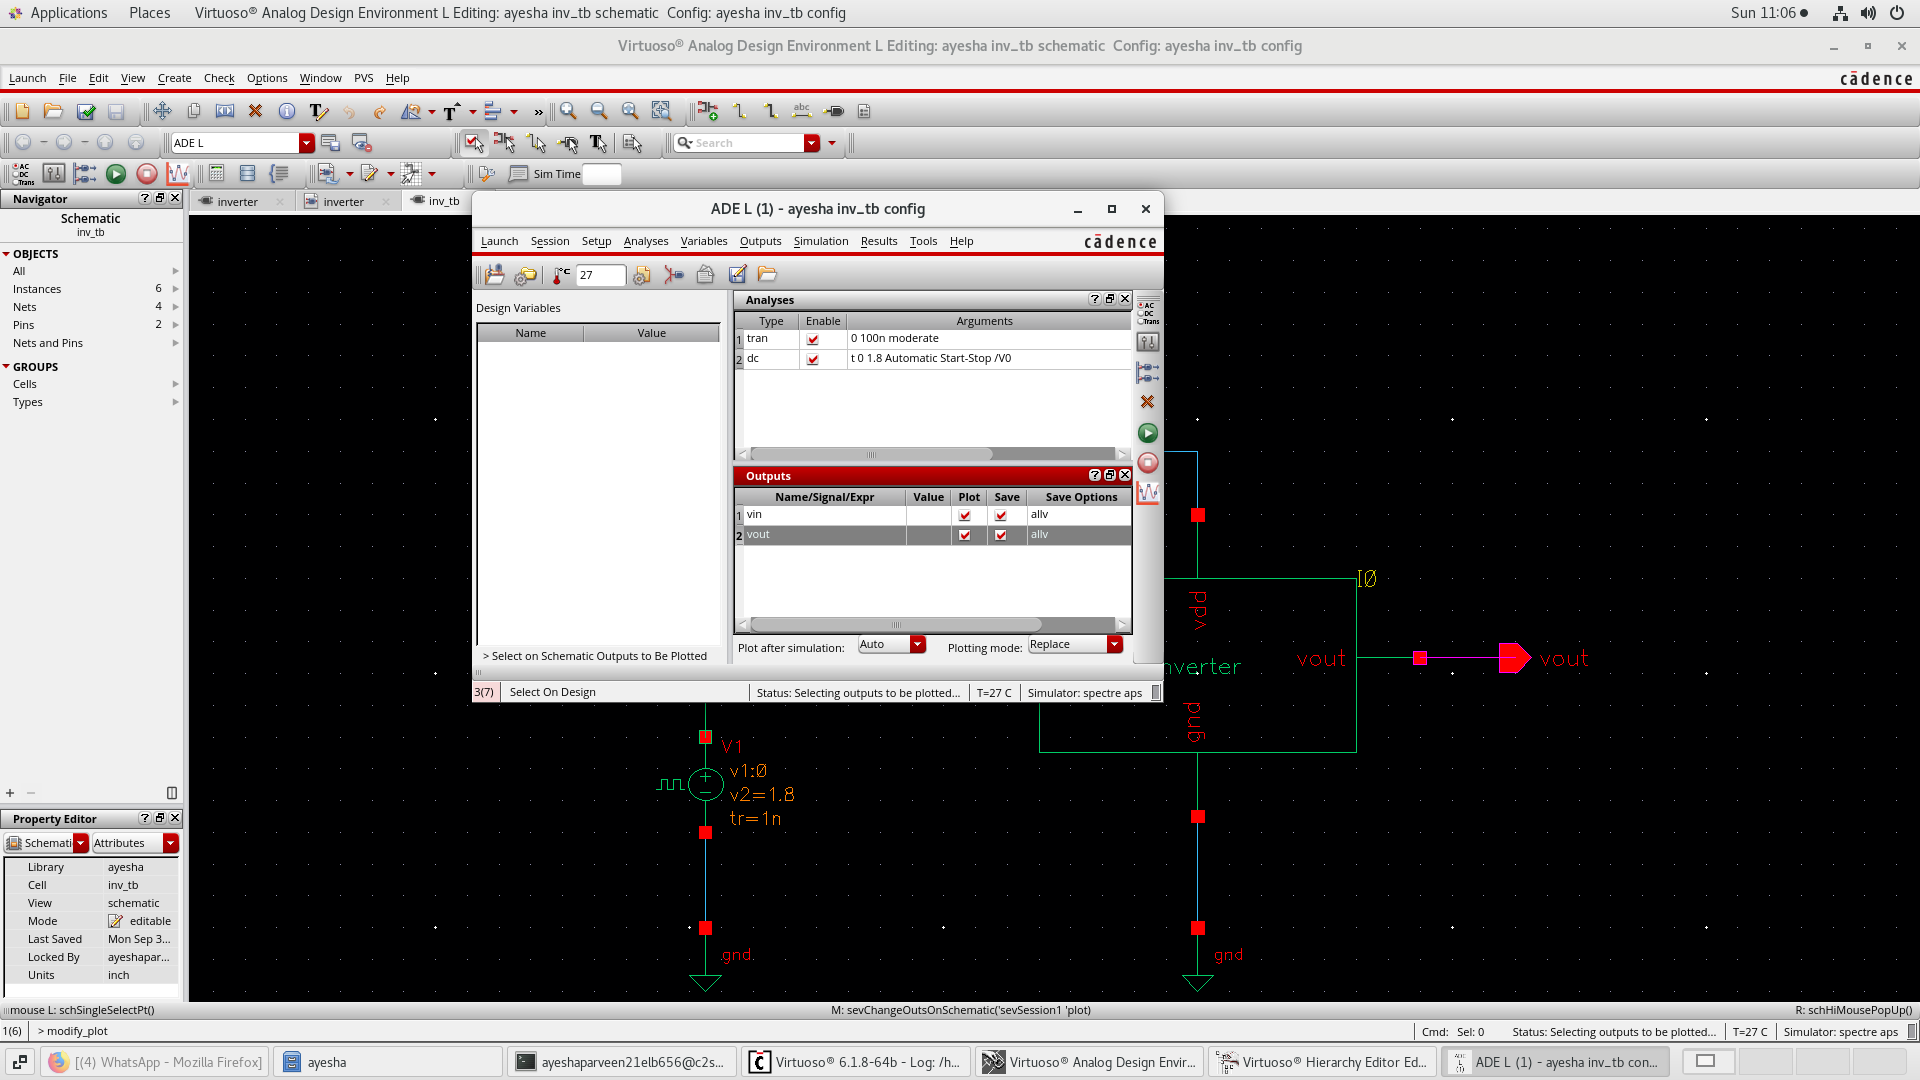 Applications Places Virtuoso® Analog Design Environment L Editing: ayesha inv_tb schematic Config: ayesha inv_tb config Sun 11:06
Virtuoso® Analog Design Environment L Editing: ayesha inv_tb schematic Config: ayesha inv_tb config
Launch File Edit View Create Check Options Window PVS Help cādence
ADE L Search
AC DC Trans Sim Time
Navigator inverter inverter inv_tb
Schematic
inv_tb
OBJECTS
All
Instances 6
Nets 4
Pins 2
Nets and Pins
GROUPS
Cells
Types
Property Editor
Schemati Attributes
Library ayesha
Cell inv_tb
View schematic
Mode editable
Last Saved Mon Sep 3...
Locked By ayeshapar...
Units inch
ADE L (1) - ayesha inv_tb config
Launch Session Setup Analyses Variables Outputs Simulation Results Tools Help cādence
°C 27
Design Variables
Name Value
Analyses
Type Enable Arguments
1 tran 0 100n moderate
2 dc t 0 1.8 Automatic Start-Stop /V0
AC DC Trans
Outputs
Name/Signal/Expr Value Plot Save Save Options
1 vin allv
2 vout allv
Plot after simulation: Auto Plotting mode: Replace
> Select on Schematic Outputs to Be Plotted
3(7) Select On Design Status: Selecting outputs to be plotted... T=27 C Simulator: spectre aps
I0
vdd
nverter vout vout
gnd
V1
v1:0
v2=1.8
tr=1n
gnd gnd
mouse L: schSingleSelectPt() M: sevChangeOutsOnSchematic('sevSession1 'plot) R: schHiMousePopUp()
1(6) > modify_plot Cmd: Sel: 0 Status: Selecting outputs to be plotted... T=27 C Simulator: spectre aps
[(4) WhatsApp - Mozilla Firefox] ayesha ayeshaparveen21elb656@c2s... Virtuoso® 6.1.8-64b - Log: /h... Virtuoso® Analog Design Envir... Virtuoso® Hierarchy Editor Ed... ADE L (1) - ayesha inv_tb con...